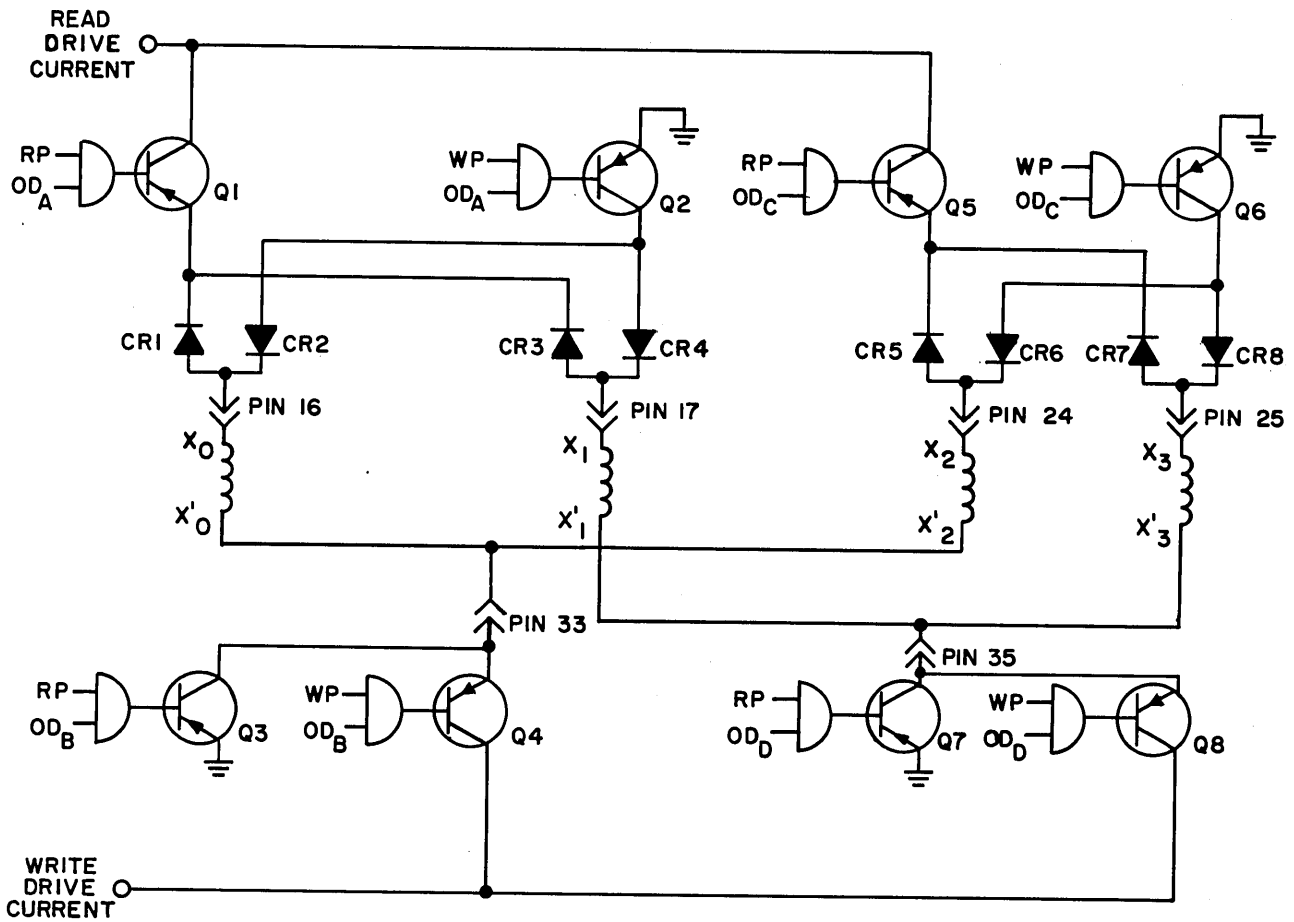 READ
DRIVE
CURRENT
RP
OD_A
Q1
WP
OD_A
Q2
RP
OD_C
Q5
WP
OD_C
Q6
CR1
CR2
CR3
CR4
CR5
CR6
CR7
CR8
PIN 16
PIN 17
PIN 24
PIN 25
X_0
X_1
X_2
X_3
X'_0
X'_1
X'_2
X'_3
PIN 33
PIN 35
RP
OD_B
Q3
WP
OD_B
Q4
RP
OD_D
Q7
WP
OD_D
Q8
WRITE
DRIVE
CURRENT